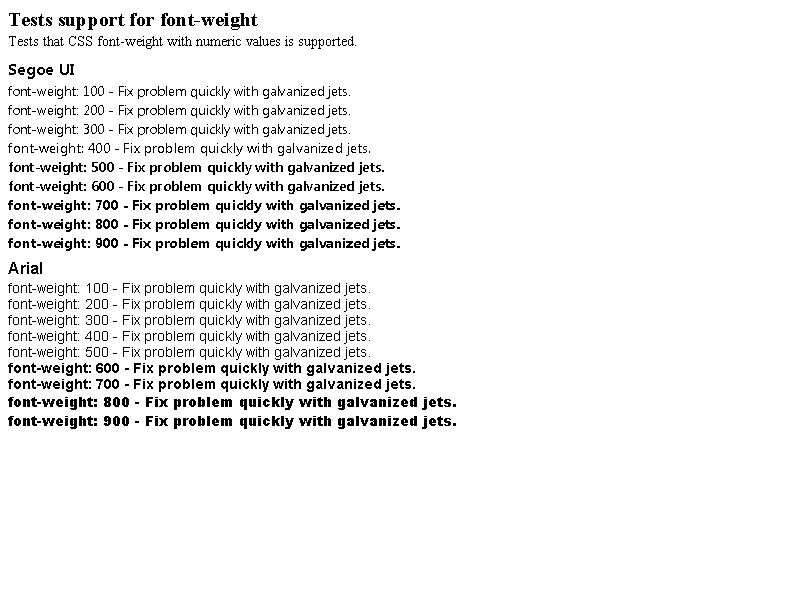 Tests support for font-weight
Tests that CSS font-weight with numeric values is supported.
Segoe UI
font-weight: 100 - Fix problem quickly with galvanized jets.
font-weight: 200 - Fix problem quickly with galvanized jets.
font-weight: 300 - Fix problem quickly with galvanized jets.
font-weight: 400 - Fix problem quickly with galvanized jets.
font-weight: 500 - Fix problem quickly with galvanized jets.
font-weight: 600 - Fix problem quickly with galvanized jets.
font-weight: 700 - Fix problem quickly with galvanized jets.
font-weight: 800 - Fix problem quickly with galvanized jets.
font-weight: 900 - Fix problem quickly with galvanized jets.
Arial
font-weight: 100 - Fix problem quickly with galvanized jets.
font-weight: 200 - Fix problem quickly with galvanized jets.
font-weight: 300 - Fix problem quickly with galvanized jets.
font-weight: 400 - Fix problem quickly with galvanized jets.
font-weight: 500 - Fix problem quickly with galvanized jets.
font-weight: 600 - Fix problem quickly with galvanized jets.
font-weight: 700 - Fix problem quickly with galvanized jets.
font-weight: 800 - Fix problem quickly with galvanized jets.
font-weight: 900 - Fix problem quickly with galvanized jets.